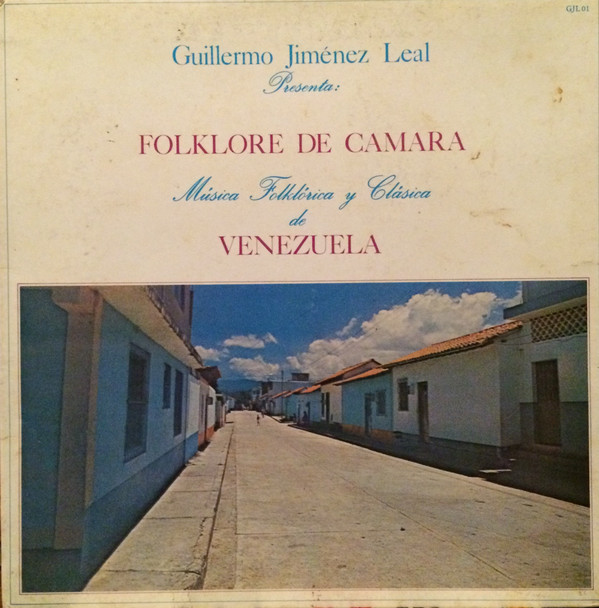 GJL 01
Guillermo Jiménez Leal
Presenta:
FOLKLORE DE CAMARA
Música Folklórica y Clásica
de
VENEZUELA